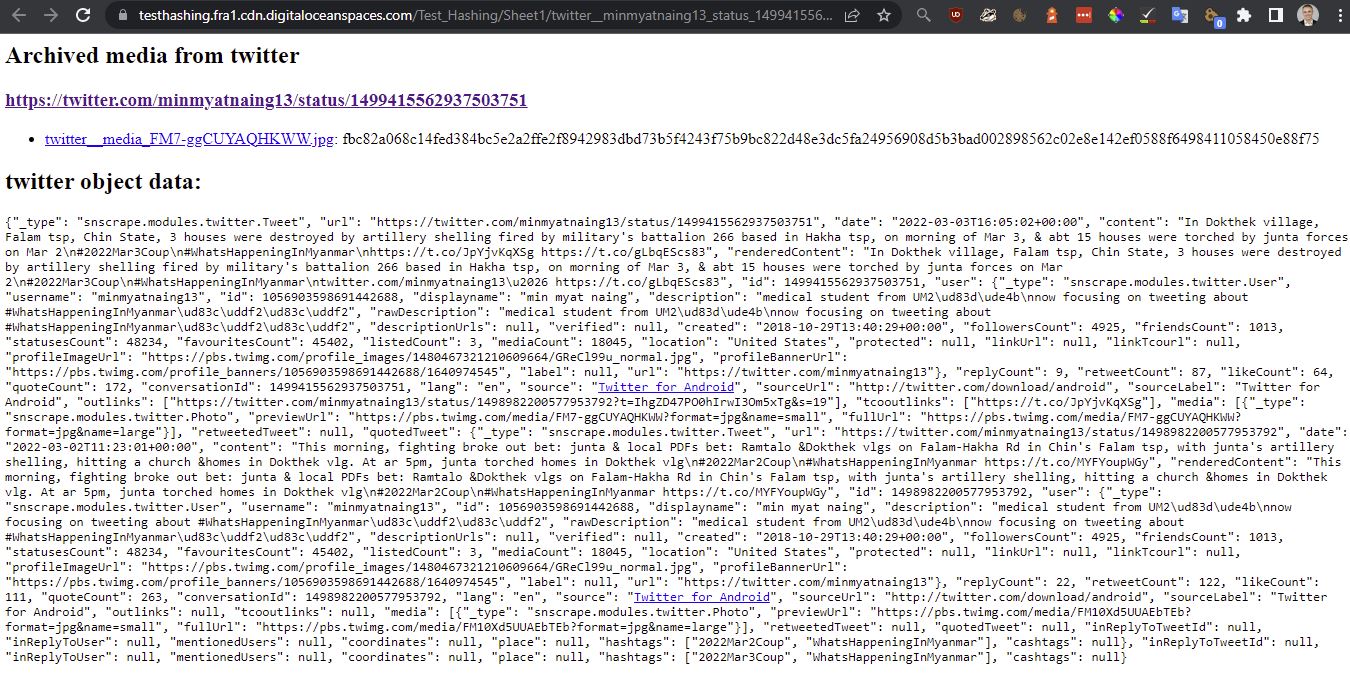 testhashing.fra1.cdn.digitaloceanspaces.com/Test_Hashing/Sheet1/twitter__minmyatnaing13_status_149941556...
Archived media from twitter
https://twitter.com/minmyatnaing13/status/1499415562937503751
• twitter__media_FM7-ggCUYAQHKWW.jpg: fbc82a068c14fed384bc5e2a2ffe2f8942983dbd73b5f4243f75b9bc822d48e3dc5fa24956908d5b3bad002898562c02e8e142ef0588f6498411058450e88f75
twitter object data:
{"_type": "snscrape.modules.twitter.Tweet", "url": "https://twitter.com/minmyatnaing13/status/1499415562937503751", "date": "2022-03-03T16:05:02+00:00", "content": "In Dokthek village,
Falam tsp, Chin State, 3 houses were destroyed by artillery shelling fired by military's battalion 266 based in Hakha tsp, on morning of Mar 3, & abt 15 houses were torched by junta forces
on Mar 2\n#2022Mar3Coup\n#WhatsHappeningInMyanmar\nhttps://t.co/JpYjvKqXSg https://t.co/gLbqEScs83", "renderedContent": "In Dokthek village, Falam tsp, Chin State, 3 houses were destroyed
by artillery shelling fired by military's battalion 266 based in Hakha tsp, on morning of Mar 3, & abt 15 houses were torched by junta forces on Mar
2\n#2022Mar3Coup\n#WhatsHappeningInMyanmar\ntwitter.com/minmyatnaing13\u2026 https://t.co/gLbqEScs83", "id": 1499415562937503751, "user": {"_type": "snscrape.modules.twitter.User",
"username": "minmyatnaing13", "id": 1056903598691442688, "displayname": "min myat naing", "description": "medical student from UM2\ud83d\ude4b\nnow focusing on tweeting about
#WhatsHappeningInMyanmar\ud83c\uddf2\ud83c\uddf2", "rawDescription": "medical student from UM2\ud83d\ude4b\nnow focusing on tweeting about
#WhatsHappeningInMyanmar\ud83c\uddf2\ud83c\uddf2", "descriptionUrls": null, "verified": null, "created": "2018-10-29T13:40:29+00:00", "followersCount": 4925, "friendsCount": 1013,
"statusesCount": 48234, "favouritesCount": 45402, "listedCount": 3, "mediaCount": 18045, "location": "United States", "protected": null, "linkUrl": null, "linkTcourl": null,
"profileImageUrl": "https://pbs.twimg.com/profile_images/1480467321210609664/GReCl99u_normal.jpg", "profileBannerUrl":
"https://pbs.twimg.com/profile_banners/1056903598691442688/1640974545", "label": null, "url": "https://twitter.com/minmyatnaing13"}, "replyCount": 9, "retweetCount": 87, "likeCount": 64,
"quoteCount": 172, "conversationId": 1499415562937503751, "lang": "en", "source": "Twitter for Android", "sourceUrl": "http://twitter.com/download/android", "sourceLabel": "Twitter for
Android", "outlinks": ["https://twitter.com/minmyatnaing13/status/1498982200577953792?t=IhgZD47PO0hIrwI3Om5xTg&s=19"], "tcooutlinks": ["https://t.co/JpYjvKqXSg"], "media": [{"_type":
"snscrape.modules.twitter.Photo", "previewUrl": "https://pbs.twimg.com/media/FM7-ggCUYAQHKWW?format=jpg&name=small", "fullUrl": "https://pbs.twimg.com/media/FM7-ggCUYAQHKWW?
format=jpg&name=large"}], "retweetedTweet": null, "quotedTweet": {"_type": "snscrape.modules.twitter.Tweet", "url": "https://twitter.com/minmyatnaing13/status/1498982200577953792", "date":
"2022-03-02T11:23:01+00:00", "content": "This morning, fighting broke out bet: junta & local PDFs bet: Ramtalo &Dokthek vlgs on Falam-Hakha Rd in Chin's Falam tsp, with junta's artillery
shelling, hitting a church &homes in Dokthek vlg. At ar 5pm, junta torched homes in Dokthek vlg\n#2022Mar2Coup\n#WhatsHappeningInMyanmar https://t.co/MYFYoupWGy", "renderedContent": "This
morning, fighting broke out bet: junta & local PDFs bet: Ramtalo &Dokthek vlgs on Falam-Hakha Rd in Chin's Falam tsp, with junta's artillery shelling, hitting a church &homes in Dokthek
vlg. At ar 5pm, junta torched homes in Dokthek vlg\n#2022Mar2Coup\n#WhatsHappeningInMyanmar https://t.co/MYFYoupWGy", "id": 1498982200577953792, "user": {"_type":
"snscrape.modules.twitter.User", "username": "minmyatnaing13", "id": 1056903598691442688, "displayname": "min myat naing", "description": "medical student from UM2\ud83d\ude4b\nnow
focusing on tweeting about #WhatsHappeningInMyanmar\ud83c\uddf2\ud83c\uddf2", "rawDescription": "medical student from UM2\ud83d\ude4b\nnow focusing on tweeting about
#WhatsHappeningInMyanmar\ud83c\uddf2\ud83c\uddf2", "descriptionUrls": null, "verified": null, "created": "2018-10-29T13:40:29+00:00", "followersCount": 4925, "friendsCount": 1013,
"statusesCount": 48234, "favouritesCount": 45402, "listedCount": 3, "mediaCount": 18045, "location": "United States", "protected": null, "linkUrl": null, "linkTcourl": null,
"profileImageUrl": "https://pbs.twimg.com/profile_images/1480467321210609664/GReCl99u_normal.jpg", "profileBannerUrl":
"https://pbs.twimg.com/profile_banners/1056903598691442688/1640974545", "label": null, "url": "https://twitter.com/minmyatnaing13"}, "replyCount": 22, "retweetCount": 122, "likeCount":
111, "quoteCount": 263, "conversationId": 1498982200577953792, "lang": "en", "source": "Twitter for Android", "sourceUrl": "http://twitter.com/download/android", "sourceLabel": "Twitter
for Android", "outlinks": null, "tcooutlinks": null, "media": [{"_type": "snscrape.modules.twitter.Photo", "previewUrl": "https://pbs.twimg.com/media/FM10Xd5UUAEbTEb?
format=jpg&name=small", "fullUrl": "https://pbs.twimg.com/media/FM10Xd5UUAEbTEb?format=jpg&name=large"}], "retweetedTweet": null, "quotedTweet": null, "inReplyToTweetId": null,
"inReplyToUser": null, "mentionedUsers": null, "coordinates": null, "place": null, "hashtags": ["2022Mar2Coup", "WhatsHappeningInMyanmar"], "cashtags": null}, "inReplyToTweetId": null,
"inReplyToUser": null, "mentionedUsers": null, "coordinates": null, "place": null, "hashtags": ["2022Mar3Coup", "WhatsHappeningInMyanmar"], "cashtags": null}